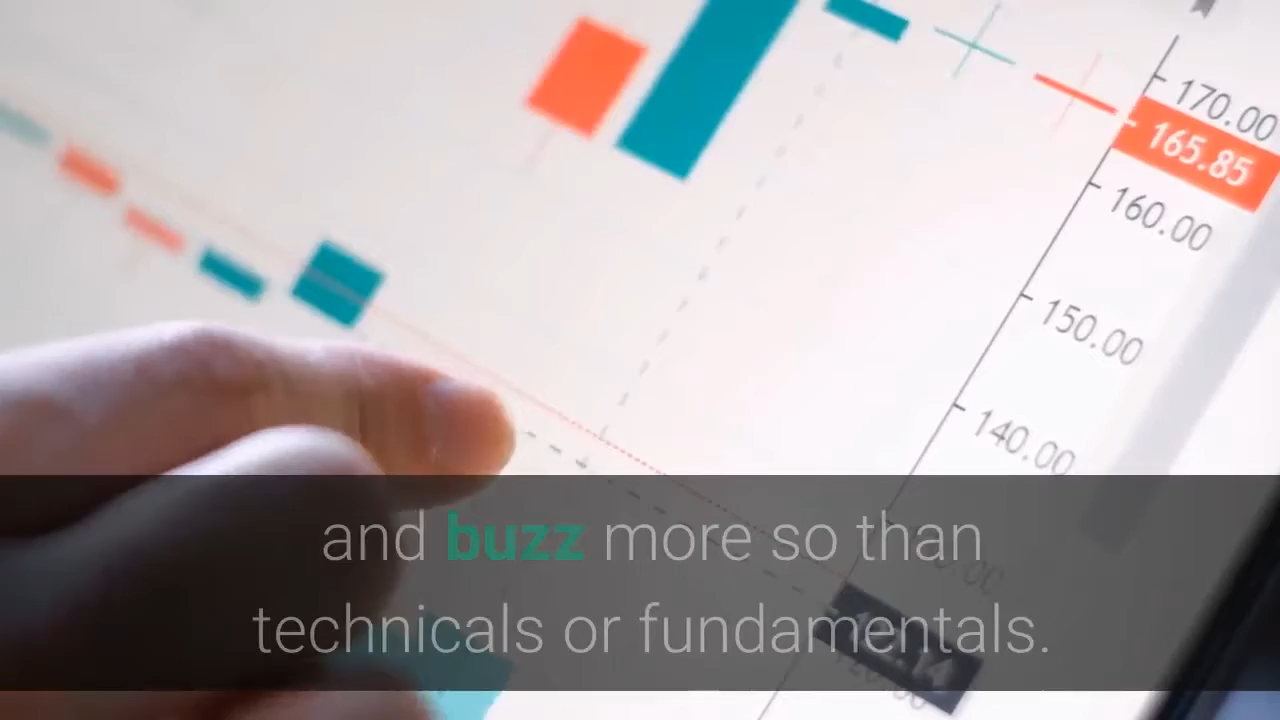 170.00
165.85
160.00
150.00
140.00
and buzz more so than
technicals or fundamentals.